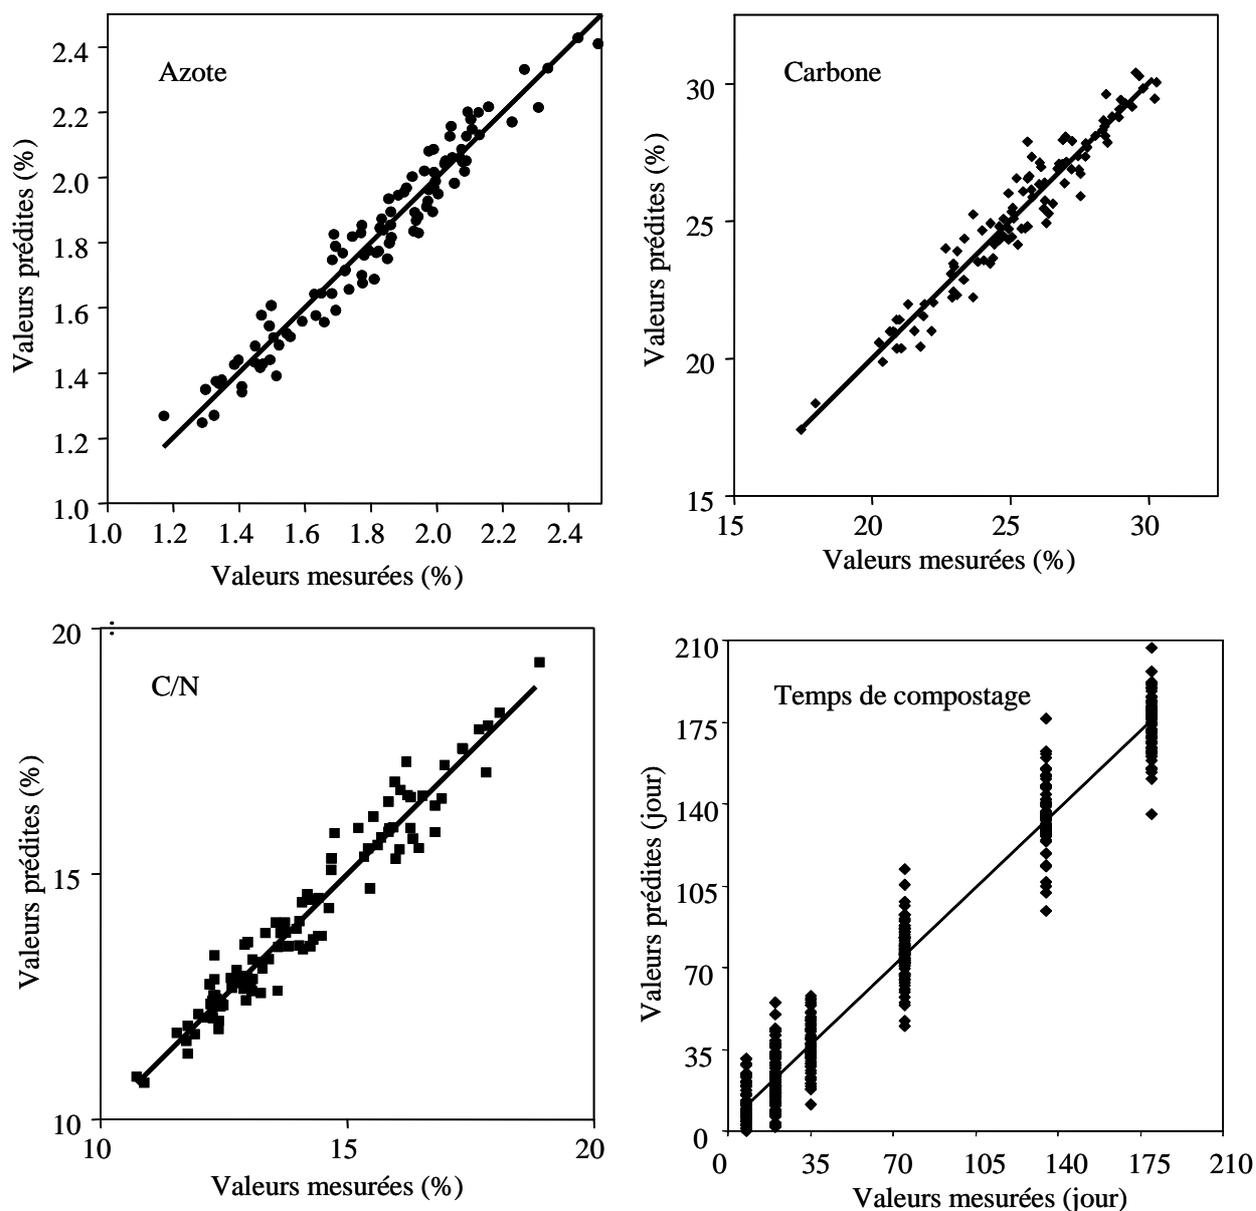 Azote
Valeurs prédites (%)
2.4
2.2
2.0
1.8
1.6
1.4
1.2
1.0
1.0 1.2 1.4 1.6 1.8 2.0 2.2 2.4
Valeurs mesurées (%)
Carbone
Valeurs prédites (%)
30
25
20
15
15 20 25 30
Valeurs mesurées (%)
C/N
Valeurs prédites (%)
20
15
10
10 15 20
Valeurs mesurées (%)
Temps de compostage
Valeurs prédites (jour)
210
175
140
105
70
35
0
0 35 70 105 140 175 210
Valeurs mesurées (jour)